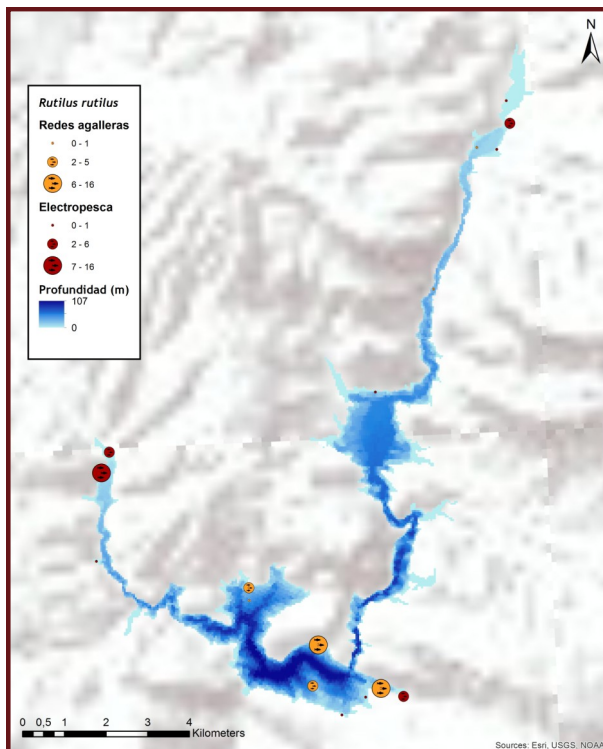 N
Rutilus rutilus
Redes agalleras
0 - 1
2 - 5
6 - 16
Electropesca
0 - 1
2 - 6
7 - 16
Profundidad (m)
107
0
0 0,5 1 2 3 4
Kilometers
Sources: Esri, USGS, NOAA